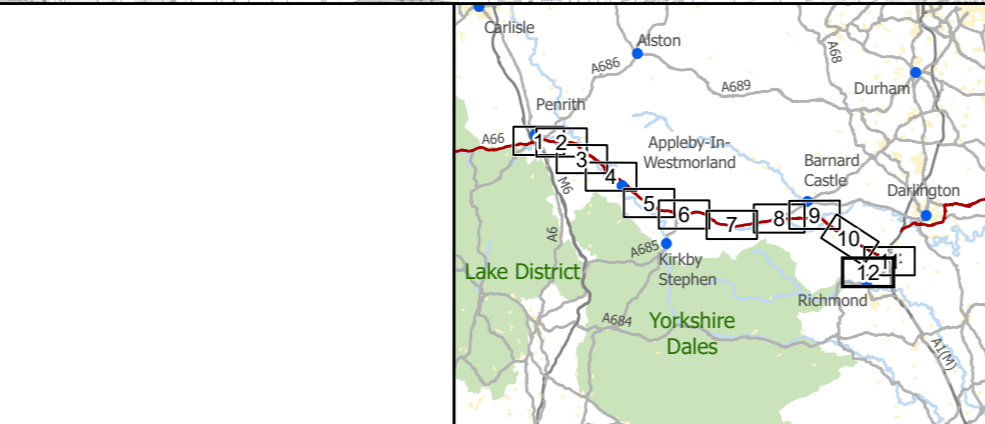 Carlisle
Alston
A68
A686
A689
Durham
Penrith
A66
1
2
3
Appleby-In-
Westmorland
Barnard
Castle
4
M6
Darlington
5
6
7
8
9
10
A6
A685
Kirkby
Stephen
12
Lake District
Richmond
A684
Yorkshire
Dales
A1(M)